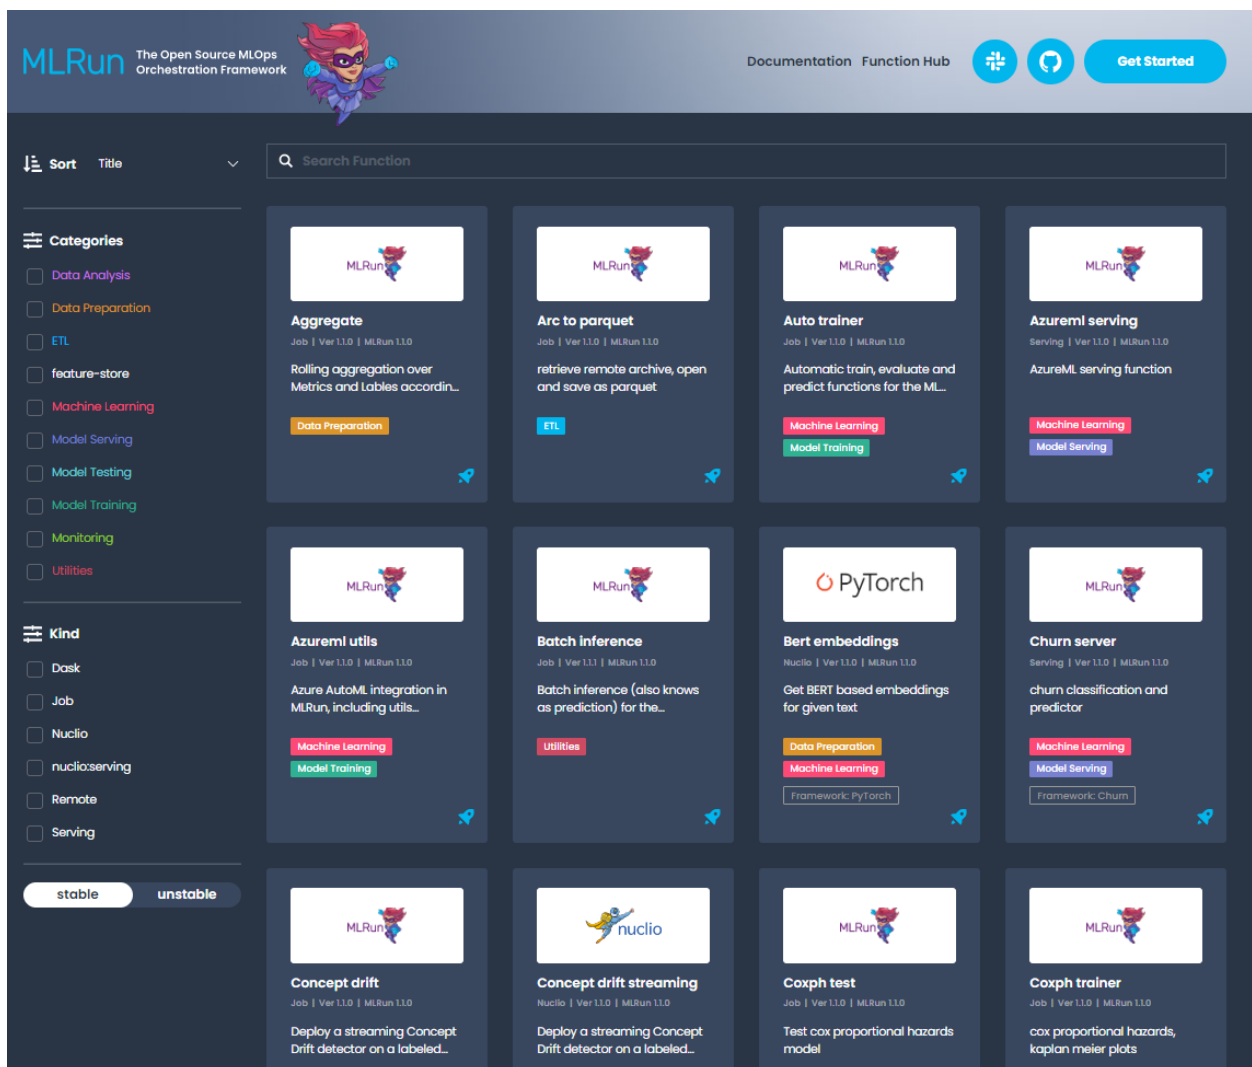 MLRun
The Open Source MLOps
Orchestration Framework
Documentation Function Hub
Get Started
Sort Title
Search Function
Categories
Data Analysis
Data Preparation
ETL
feature-store
Machine Learning
Model Serving
Model Testing
Model Training
Monitoring
Utilities
Kind
Dask
Job
Nuclio
nuclio:serving
Remote
Serving
stable unstable
MLRun
Aggregate
Job | Ver 1.1.0 | MLRun 1.1.0
Rolling aggregation over
Metrics and Lables accordin...
Data Preparation
MLRun
Arc to parquet
Job | Ver 1.1.0 | MLRun 1.1.0
retrieve remote archive, open
and save as parquet
ETL
MLRun
Auto trainer
Job | Ver 1.1.0 | MLRun 1.1.0
Automatic train, evaluate and
predict functions for the ML...
Machine Learning
Model Training
MLRun
Azureml serving
Serving | Ver 1.1.0 | MLRun 1.1.0
AzureML serving function
Machine Learning
Model Serving
MLRun
Azureml utils
Job | Ver 1.1.0 | MLRun 1.1.0
Azure AutoML integration in
MLRun, including utils...
Machine Learning
Model Training
MLRun
Batch inference
Job | Ver 1.1.1 | MLRun 1.1.0
Batch inference (also knows
as prediction) for the...
Utilities
PyTorch
Bert embeddings
Nuclio | Ver 1.1.0 | MLRun 1.1.0
Get BERT based embeddings
for given text
Data Preparation
Machine Learning
Framework: PyTorch
MLRun
Churn server
Serving | Ver 1.1.0 | MLRun 1.1.0
churn classification and
predictor
Machine Learning
Model Serving
Framework: Churn
MLRun
Concept drift
Job | Ver 1.1.0 | MLRun 1.1.0
Deploy a streaming Concept
Drift detector on a labeled...
nuclio
Concept drift streaming
Nuclio | Ver 1.1.0 | MLRun 1.1.0
Deploy a streaming Concept
Drift detector on a labeled...
MLRun
Coxph test
Job | Ver 1.1.0 | MLRun 1.1.0
Test cox proportional hazards
model
MLRun
Coxph trainer
Job | Ver 1.1.0 | MLRun 1.1.0
cox proportional hazards,
kaplan meier plots